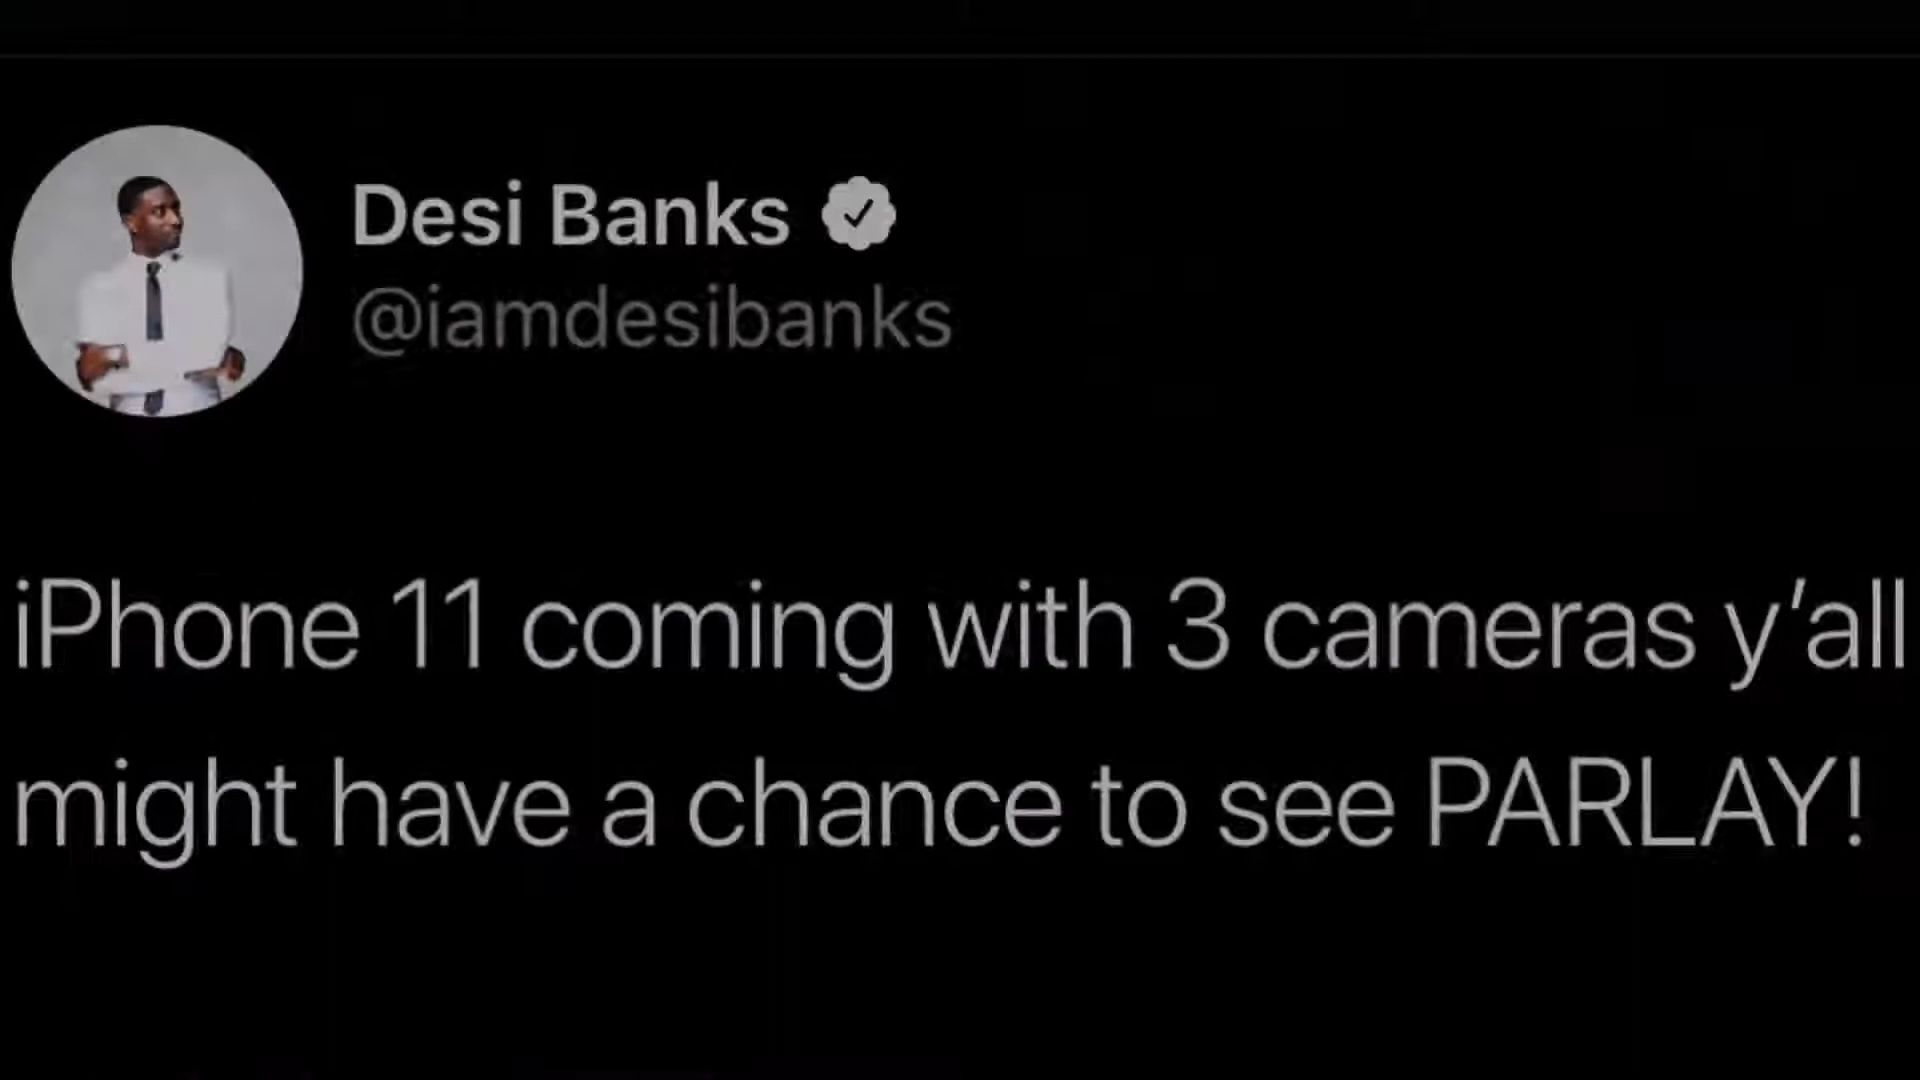 Desi Banks
@iamdesibanks
iPhone 11 coming with 3 cameras y’all
might have a chance to see PARLAY!